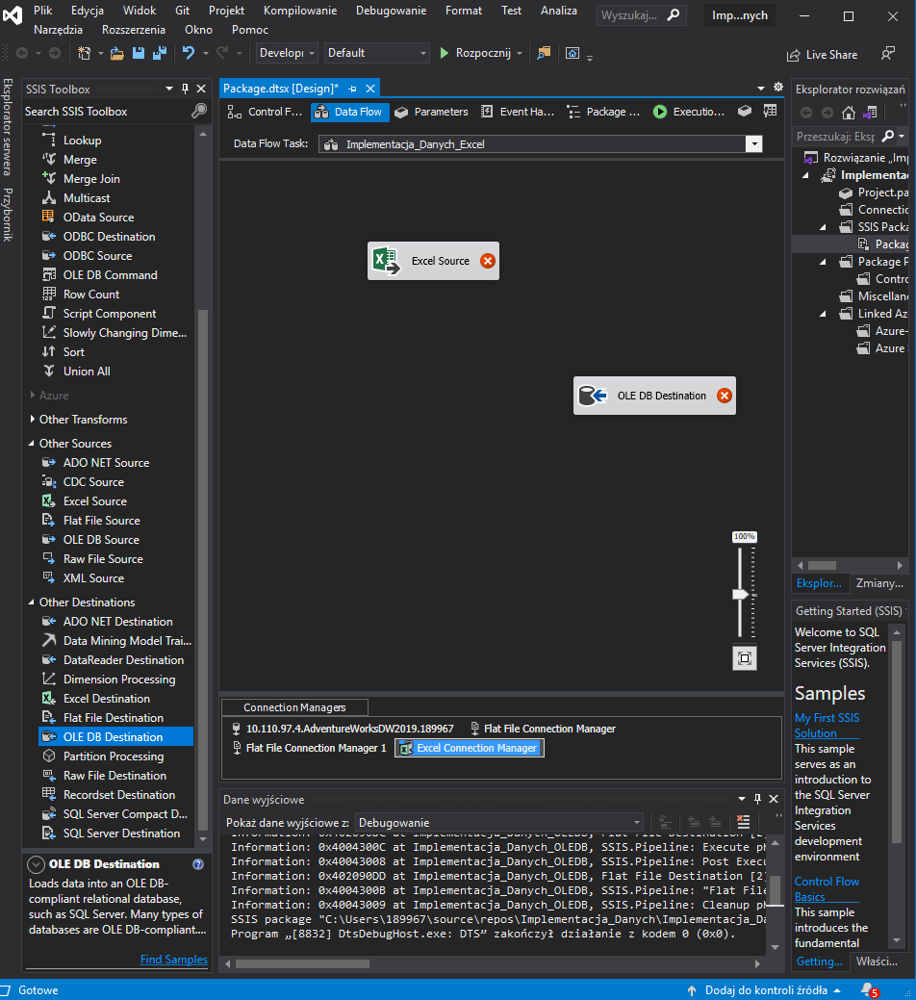 Plik Edycja Widok Git Projekt Kompilowanie Debugowanie Format Test Analiza Wyszukaj... Imp...nych
Narzędzia Rozszerzenia Okno Pomoc
Developı Default Rozpocznij Live Share
Eksplorator serwera
Przybornik
SSIS Toolbox
Search SSIS Toolbox
Lookup
Merge
Merge Join
Multicast
OData Source
ODBC Destination
ODBC Source
OLE DB Command
Row Count
Script Component
Slowly Changing Dime...
Sort
Union All
Azure
Other Transforms
Other Sources
ADO NET Source
CDC Source
Excel Source
Flat File Source
OLE DB Source
Raw File Source
XML Source
Other Destinations
ADO NET Destination
Data Mining Model Trai...
DataReader Destination
Dimension Processing
Excel Destination
Flat File Destination
OLE DB Destination
Partition Processing
Raw File Destination
Recordset Destination
SQL Server Compact D...
SQL Server Destination
OLE DB Destination
Loads data into an OLE DB-
compliant relational database,
such as SQL Server. Many types of
databases are OLE DB-compliant....
Find Samples
Package.dtsx [Design]*
Control F... Data Flow Parameters Event Ha... Package ... Executio...
Data Flow Task: Implementacja_Danych_Excel
Excel Source
OLE DB Destination
100%
Connection Managers
10.110.97.4.AdventureWorksDW2019.189967 Flat File Connection Manager
Flat File Connection Manager 1 Excel Connection Manager
Dane wyjściowe
Pokaż dane wyjściowe z: Debugowanie
Information: 0x4004300C at Implementacja_Danych_OLEDB, SSIS.Pipeline: Execute ph
Information: 0x40043008 at Implementacja_Danych_OLEDB, SSIS.Pipeline: Post Execu
Information: 0x402090DD at Implementacja_Danych_OLEDB, Flat File Destination [2]
Information: 0x4004300B at Implementacja_Danych_OLEDB, SSIS.Pipeline: "Flat File
Information: 0x40043009 at Implementacja_Danych_OLEDB, SSIS.Pipeline: Cleanup ph
SSIS package "C:\Users\189967\source\repos\Implementacja_Danych\Implementacja_Da
Program „[8832] DtsDebugHost.exe: DTS” zakończył działanie z kodem 0 (0x0).
Eksplorator rozwiązań
Przeszukaj: Eksp
Rozwiązanie „Imp
Implementac
Project.pa
Connectio
SSIS Packa
Packag
Package P
Contro
Miscellane
Linked Az
Azure-
Azure
Eksplor... Zmiany...
Getting Started (SSIS)
Welcome to SQL
Server Integration
Services (SSIS).
Samples
My First SSIS
Solution
This sample
serves as an
introduction to
the SQL Server
Integration
Services
development
environment
Control Flow
Basics
This sample
introduces the
fundamental
Getting... Właści...
Gotowe Dodaj do kontroli źródła 5